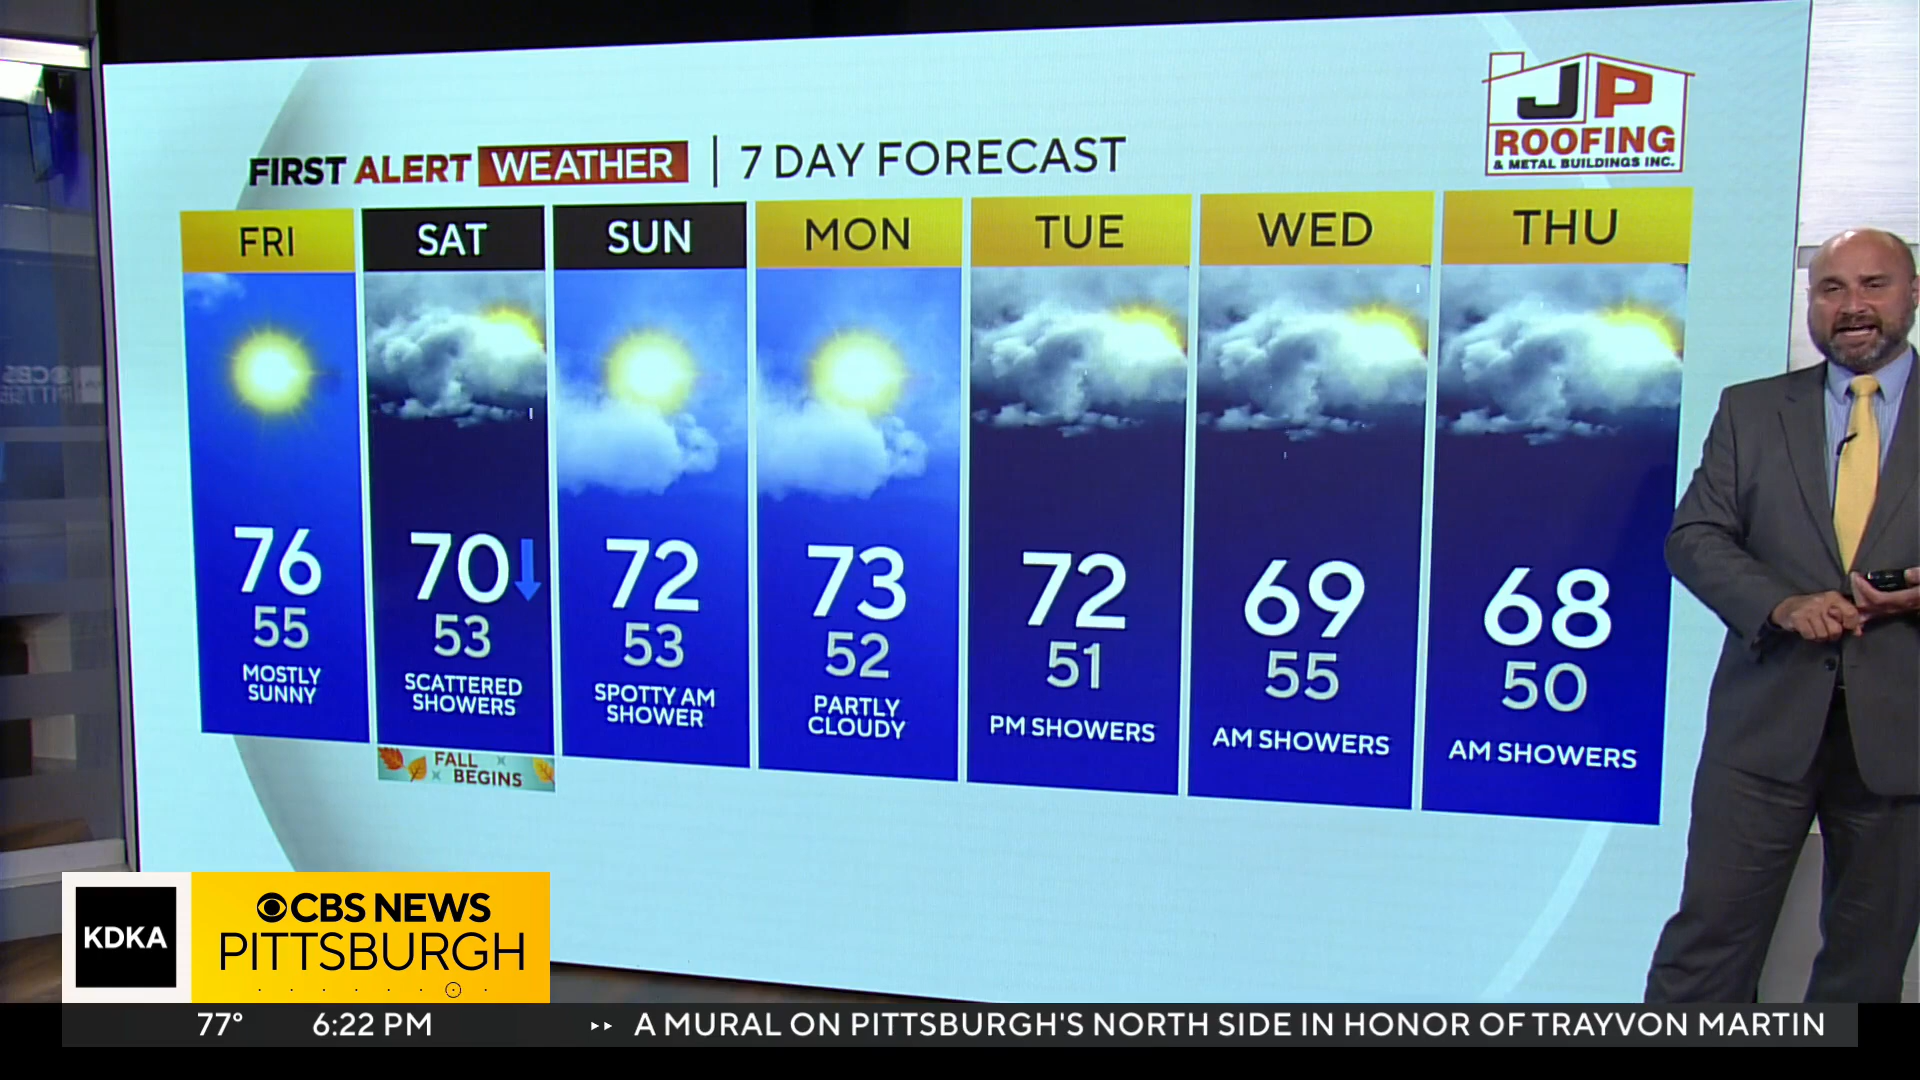 JP
ROOFING
& METAL BUILDINGS INC.
FIRST ALERT WEATHER | 7 DAY FORECAST
FRI
76
55
MOSTLY
SUNNY
SAT
70
53
SCATTERED
SHOWERS
FALL
BEGINS
SUN
72
53
SPOTTY AM
SHOWER
MON
73
52
PARTLY
CLOUDY
TUE
72
51
PM SHOWERS
WED
69
55
AM SHOWERS
THU
68
50
AM SHOWERS
KDKA
CBS NEWS
PITTSBURGH
77° 6:22 PM A MURAL ON PITTSBURGH'S NORTH SIDE IN HONOR OF TRAYVON MARTIN